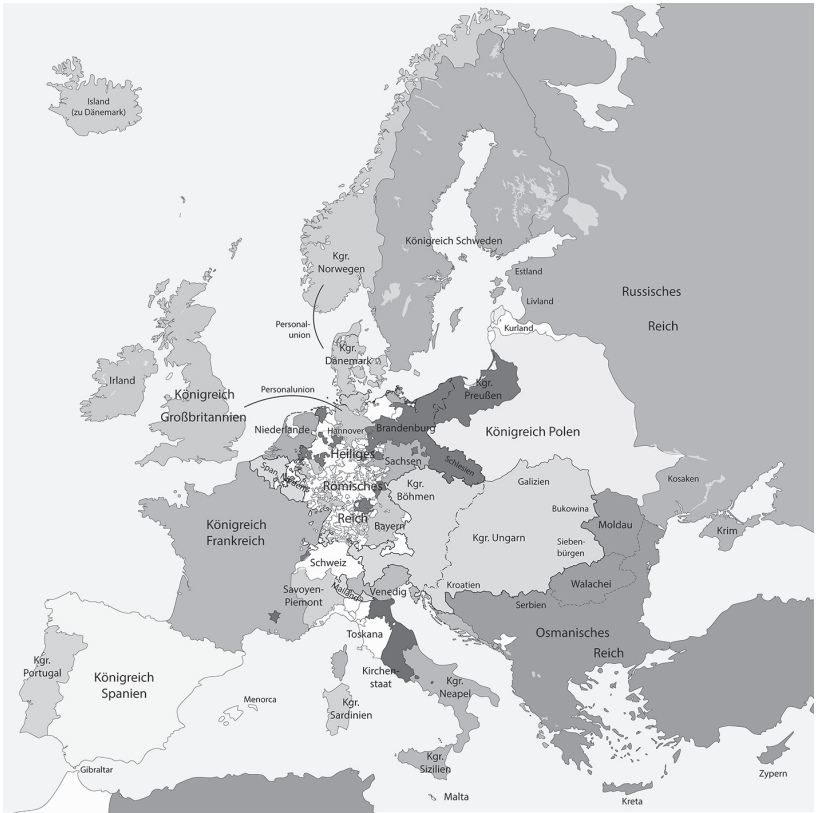 Island
(zu Dänemark)
Kgr.
Norwegen
Königreich Schweden
Estland
Livland
Kurland
Russisches
Reich
Personal-
union
Kgr.
Dänemark
Irland
Königreich
Großbritannien
Personalunion
Kgr.
Preußen
Niederlande
Hannover
Brandenburg
Königreich Polen
Heiliges
Römisches
Reich
Sachsen
Schlesien
Span.
Kgr.
Böhmen
Galizien
Kosaken
Bukowina
Moldau
Krim
Königreich
Frankreich
Bayern
Kgr. Ungarn
Sieben-
bürgen
Schweiz
Walachei
Savoyen-
Piemont
Mailand
Venedig
Kroatien
Serbien
Osmanisches
Reich
Toskana
Kirchen-
staat
Kgr.
Portugal
Königreich
Spanien
Menorca
Kgr.
Sardinien
Kgr.
Neapel
Kgr.
Sizilien
Gibraltar
Malta
Kreta
Zypern